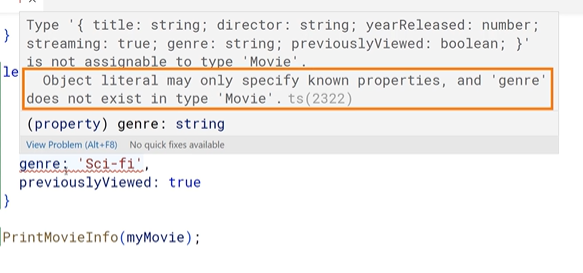 Type '{ title: string; director: string; yearReleased: number;
} streaming: true; genre: string; previouslyViewed: boolean; }'
is not assignable to type 'Movie'.
le Object literal may only specify known properties, and 'genre'
does not exist in type 'Movie'. ts(2322)
(property) genre: string
View Problem (Alt+F8) No quick fixes available
genre: 'Sci-fi',
previouslyViewed: true
}
PrintMovieInfo(myMovie);